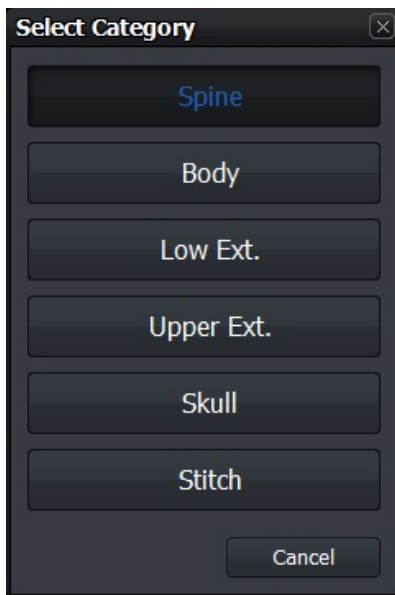 Select Category
Spine
Body
Low Ext.
Upper Ext.
Skull
Stitch
Cancel